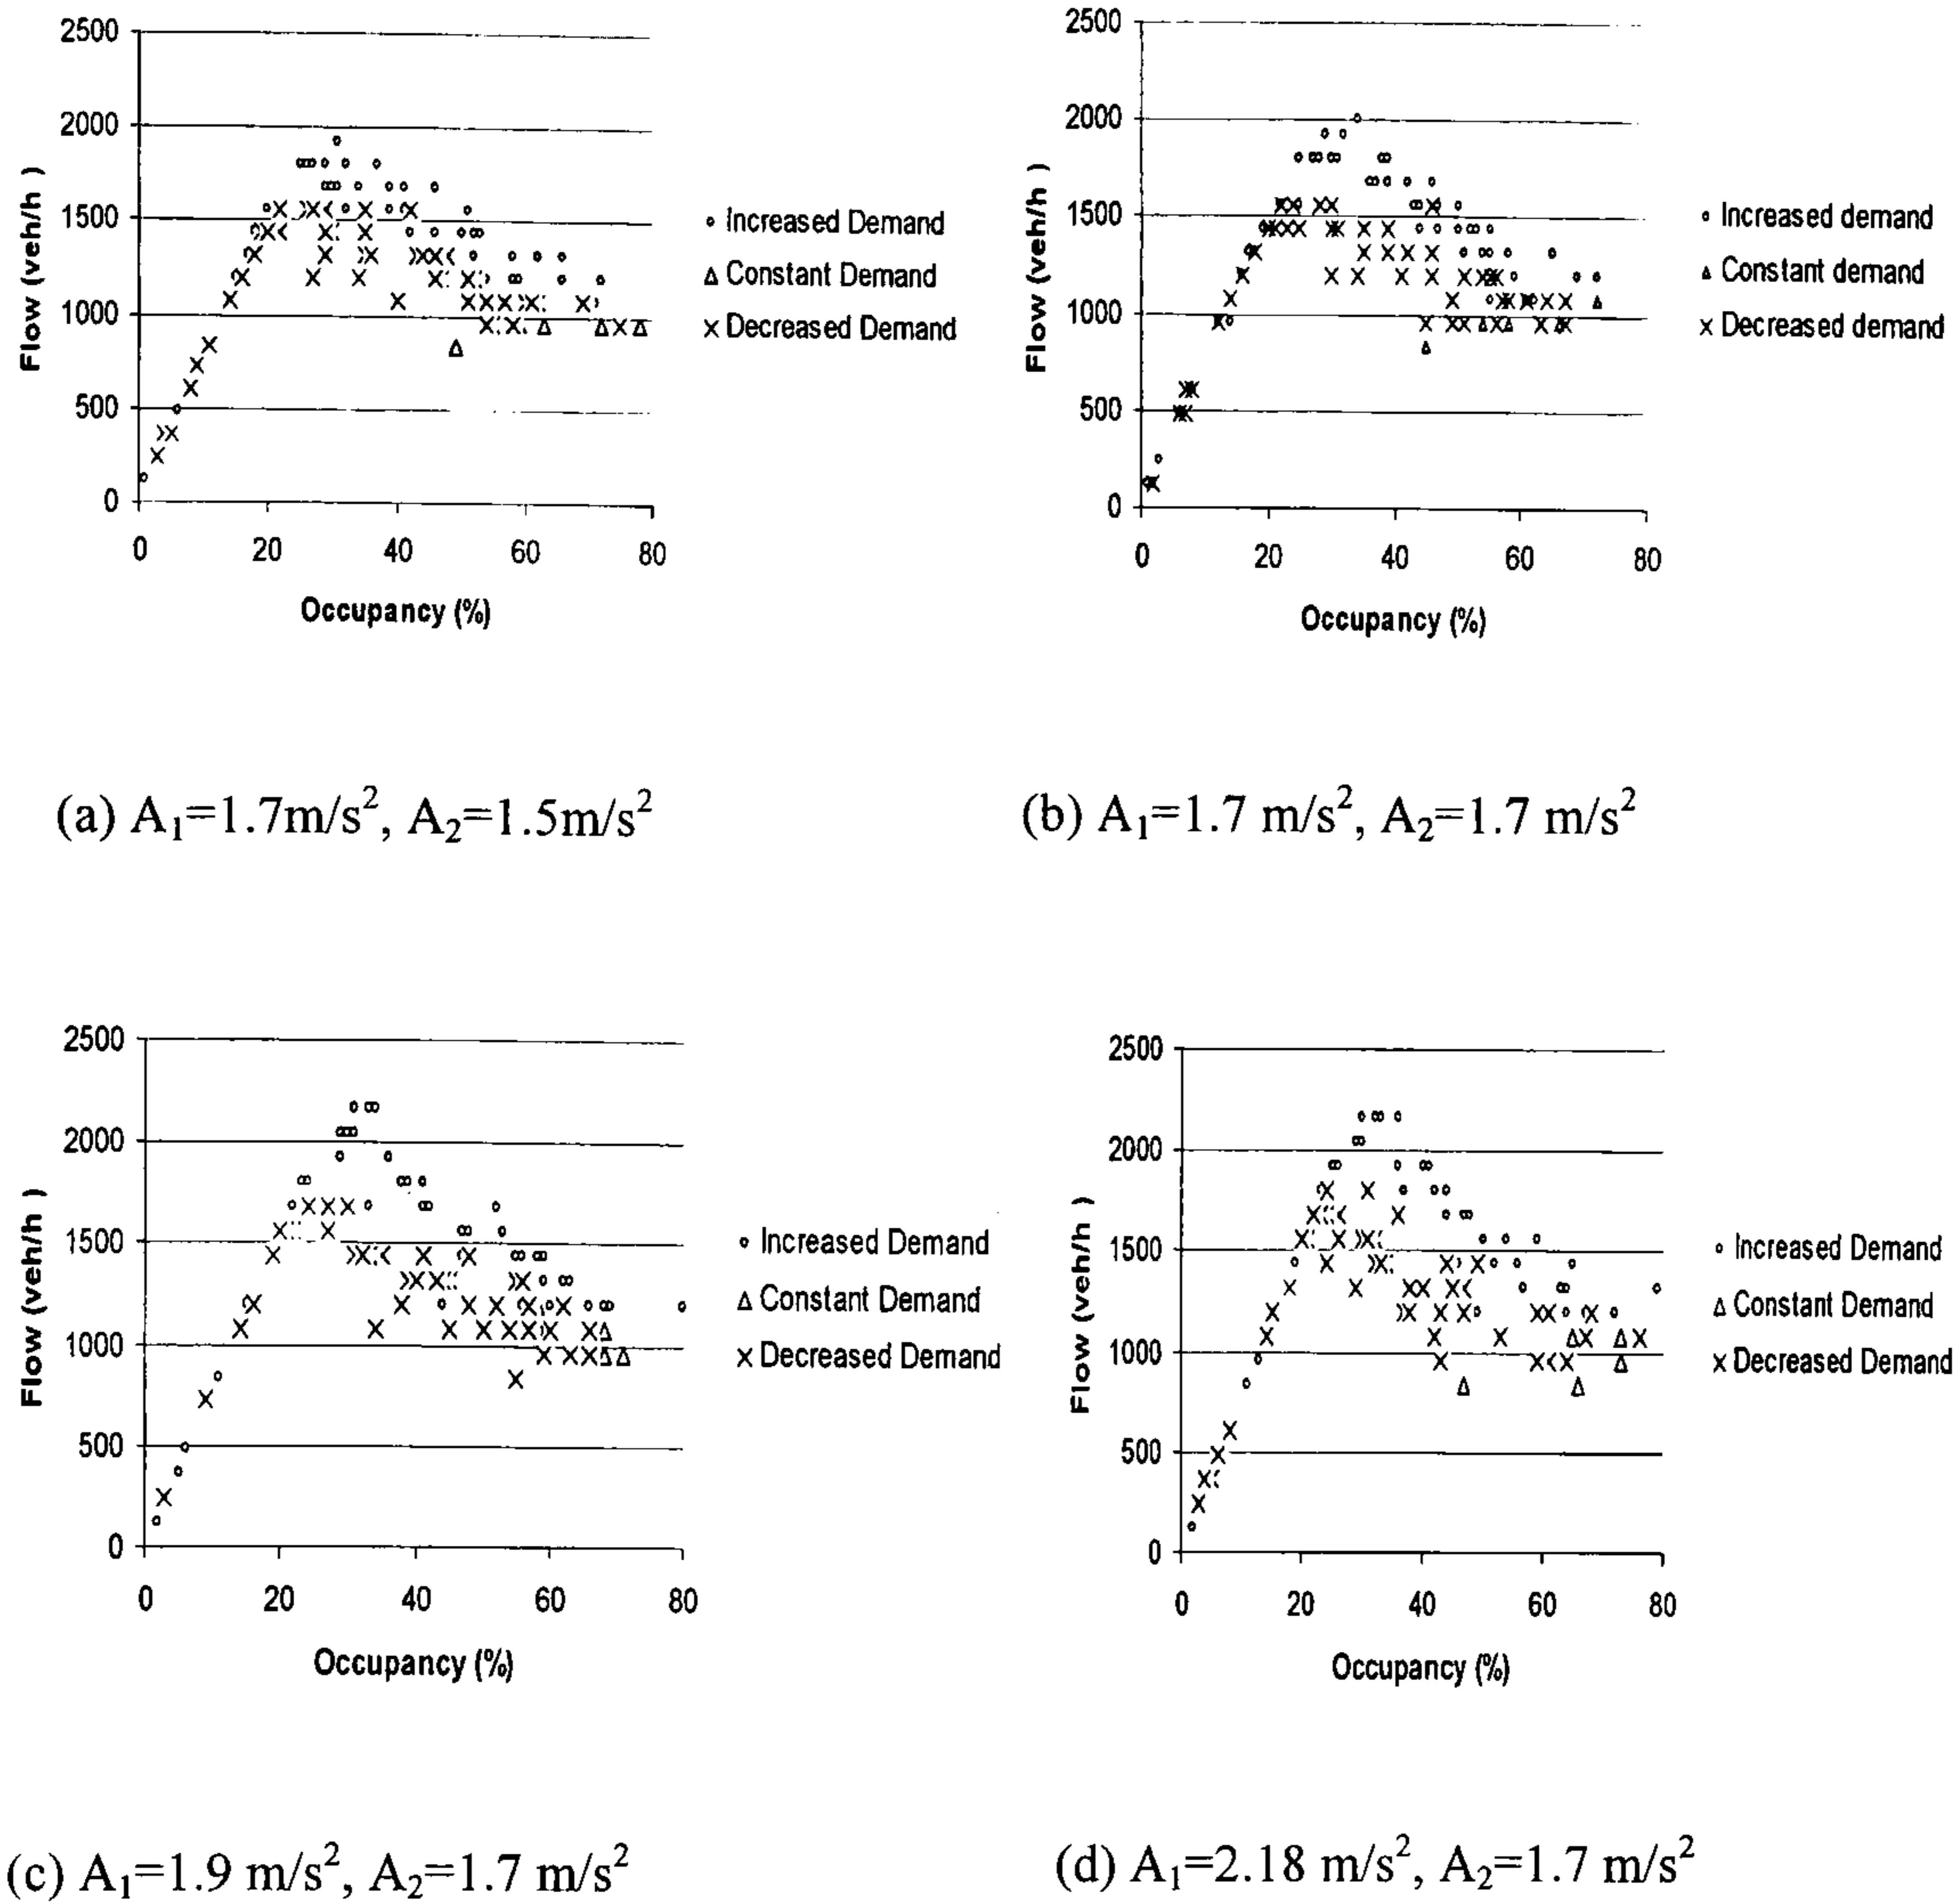 2500
2000
1500
1000
500
0
0 20 40 60 80
Flow (veh/h )
Occupancy (%)
Increased Demand
Constant Demand
Decreased Demand
(a) A₁=1.7m/s², A₂=1.5m/s²
2500
2000
1500
1000
500
0
0 20 40 60 80
Flow (veh/h )
Occupancy (%)
Increased demand
Constant demand
Decreased demand
(b) A₁=1.7 m/s², A₂=1.7 m/s²
2500
2000
1500
1000
500
0
0 20 40 60 80
Flow (veh/h )
Occupancy (%)
Increased Demand
Constant Demand
Decreased Demand
(c) A₁=1.9 m/s², A₂=1.7 m/s²
2500
2000
1500
1000
500
0
0 20 40 60 80
Flow (veh/h )
Occupancy (%)
Increased Demand
Constant Demand
Decreased Demand
(d) A₁=2.18 m/s², A₂=1.7 m/s²